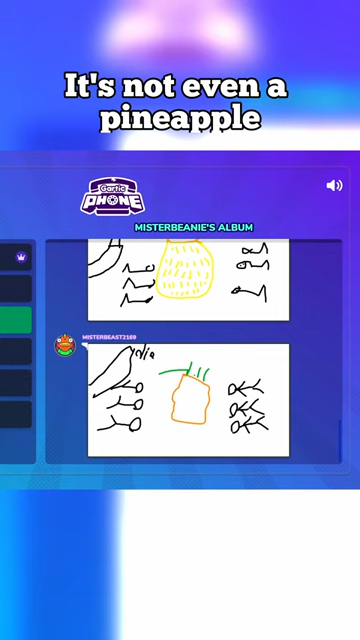 It's not even a
pineapple
Gartic
PHONE
MISTERBEANIE'S ALBUM
MISTERBEAST2169